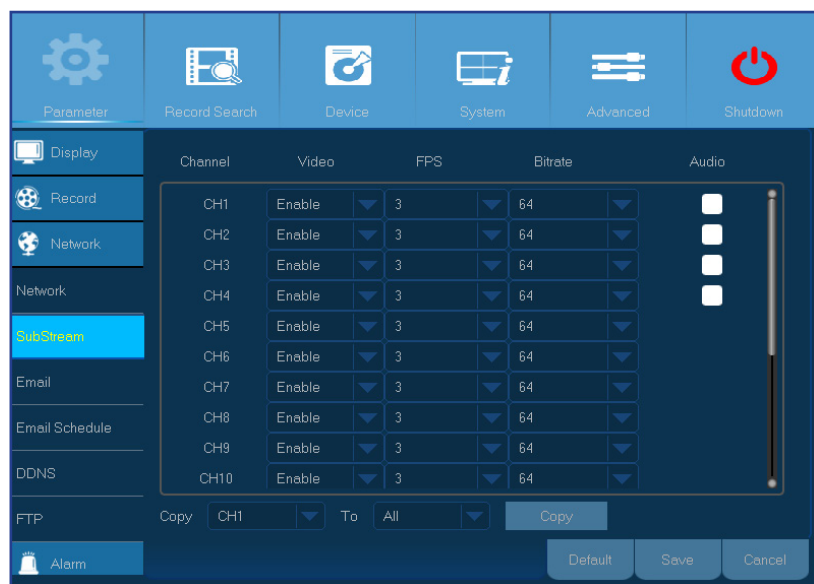 Parameter Record Search Device System Advanced Shutdown
Display
Record
Network
Network
SubStream
Email
Email Schedule
DDNS
FTP
Alarm
Channel Video FPS Bitrate Audio
CH1 Enable 3 64
CH2 Enable 3 64
CH3 Enable 3 64
CH4 Enable 3 64
CH5 Enable 3 64
CH6 Enable 3 64
CH7 Enable 3 64
CH8 Enable 3 64
CH9 Enable 3 64
CH10 Enable 3 64
Copy CH1 To All Copy
Default Save Cancel